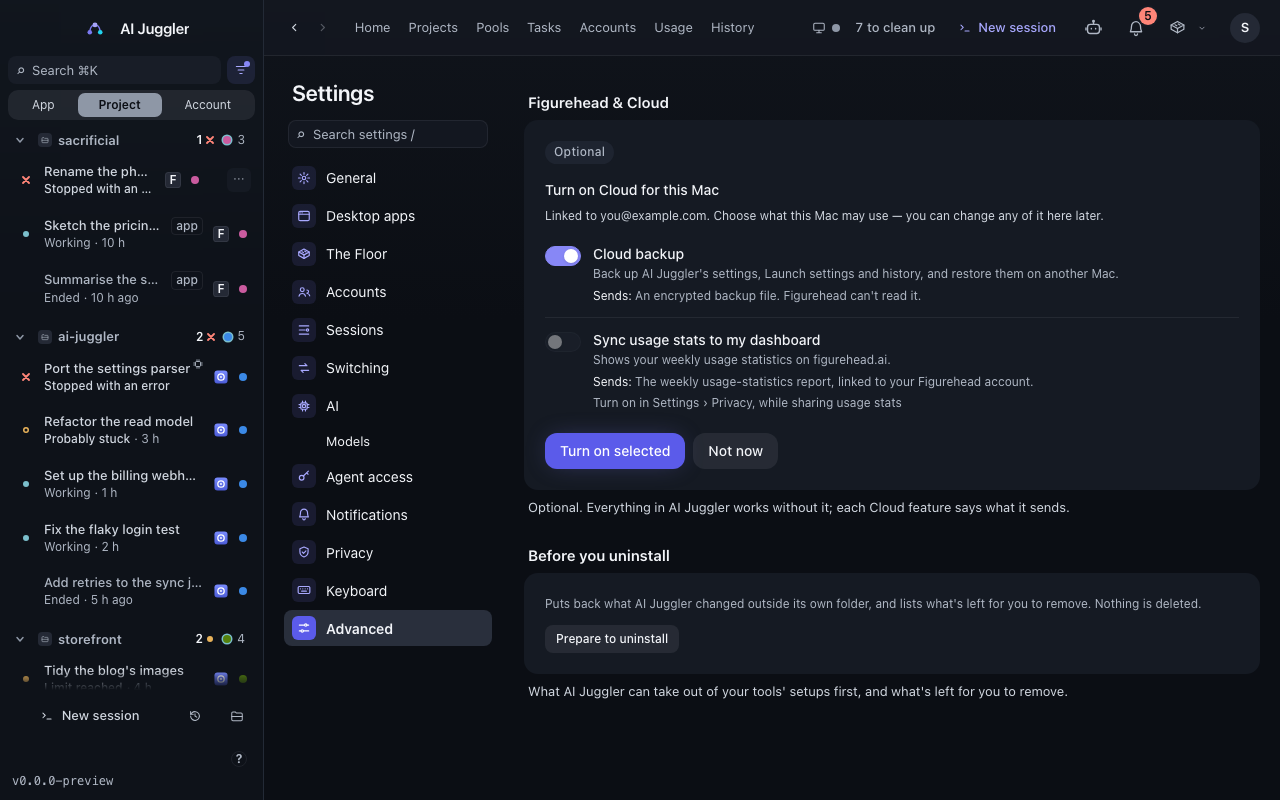 AI Juggler
Search ⌘K
App Project Account
sacrificial 1 3
Rename the ph...
Stopped with an ...
F
Sketch the pricin... app
Working · 10 h
F
Summarise the s... app
Ended · 10 h ago
F
ai-juggler 2 5
Port the settings parser
Stopped with an error
Refactor the read model
Probably stuck · 3 h
Set up the billing webh...
Working · 1 h
Fix the flaky login test
Working · 2 h
Add retries to the sync j...
Ended · 5 h ago
storefront 2 4
Tidy the blog's images
Limit reached · 4 h
New session
?
v0.0.0-preview
Home Projects Pools Tasks Accounts Usage History
7 to clean up
New session
5
S
Settings
Search settings /
General
Desktop apps
The Floor
Accounts
Sessions
Switching
AI
Models
Agent access
Notifications
Privacy
Keyboard
Advanced
Figurehead & Cloud
Optional
Turn on Cloud for this Mac
Linked to you@example.com. Choose what this Mac may use — you can change any of it here later.
Cloud backup
Back up AI Juggler's settings, Launch settings and history, and restore them on another Mac.
Sends: An encrypted backup file. Figurehead can't read it.
Sync usage stats to my dashboard
Shows your weekly usage statistics on figurehead.ai.
Sends: The weekly usage-statistics report, linked to your Figurehead account.
Turn on in Settings › Privacy, while sharing usage stats
Turn on selected Not now
Optional. Everything in AI Juggler works without it; each Cloud feature says what it sends.
Before you uninstall
Puts back what AI Juggler changed outside its own folder, and lists what's left for you to remove. Nothing is deleted.
Prepare to uninstall
What AI Juggler can take out of your tools' setups first, and what's left for you to remove.